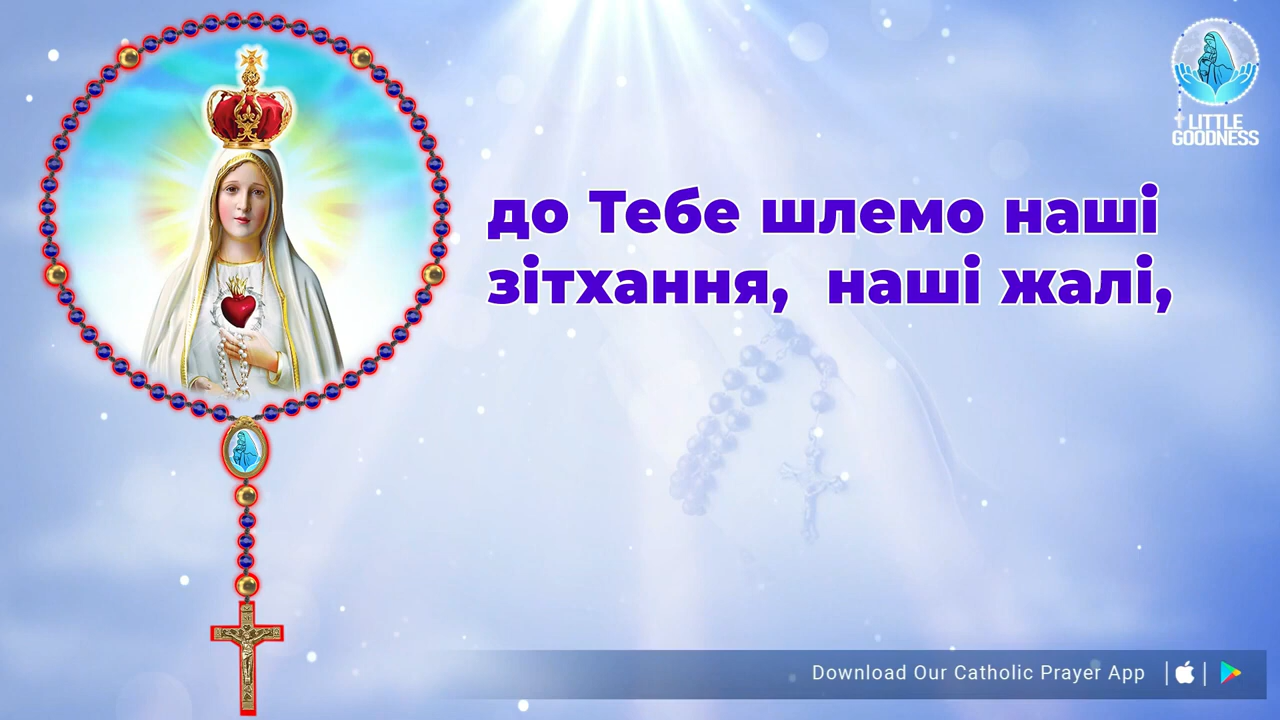 LITTLE
GOODNESS
до Тебе шлемо наші
зітхання, наші жалі,
Download Our Catholic Prayer App